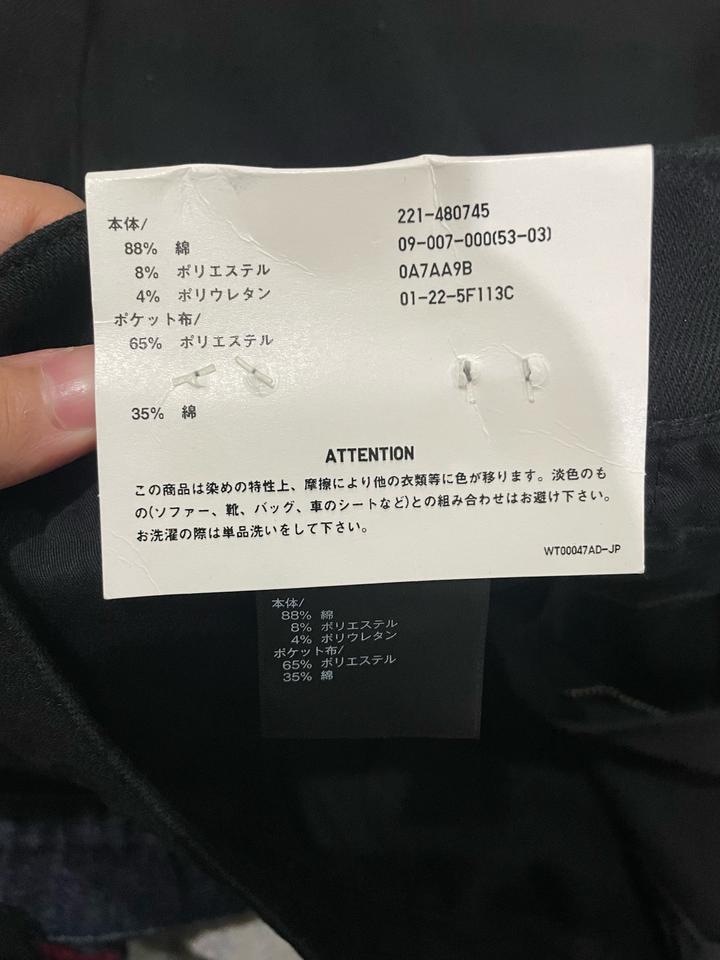 本体/
88% 綿
8% ポリエステル
4% ポリウレタン
ポケット布/
65% ポリエステル
35% 綿
221-480745
09-007-000(53-03)
0A7AA9B
01-22-5F113C
ATTENTION
この商品は染めの特性上、摩擦により他の衣類等に色が移ります。淡色のも
の(ソファー、靴、バッグ、車のシートなど)との組み合わせはお避け下さい。
お洗濯の際は単品洗いをして下さい。
WT00047AD-JP
本体/
88% 綿
8% ポリエステル
4% ポリウレタン
ポケット布/
65% ポリエステル
35% 綿